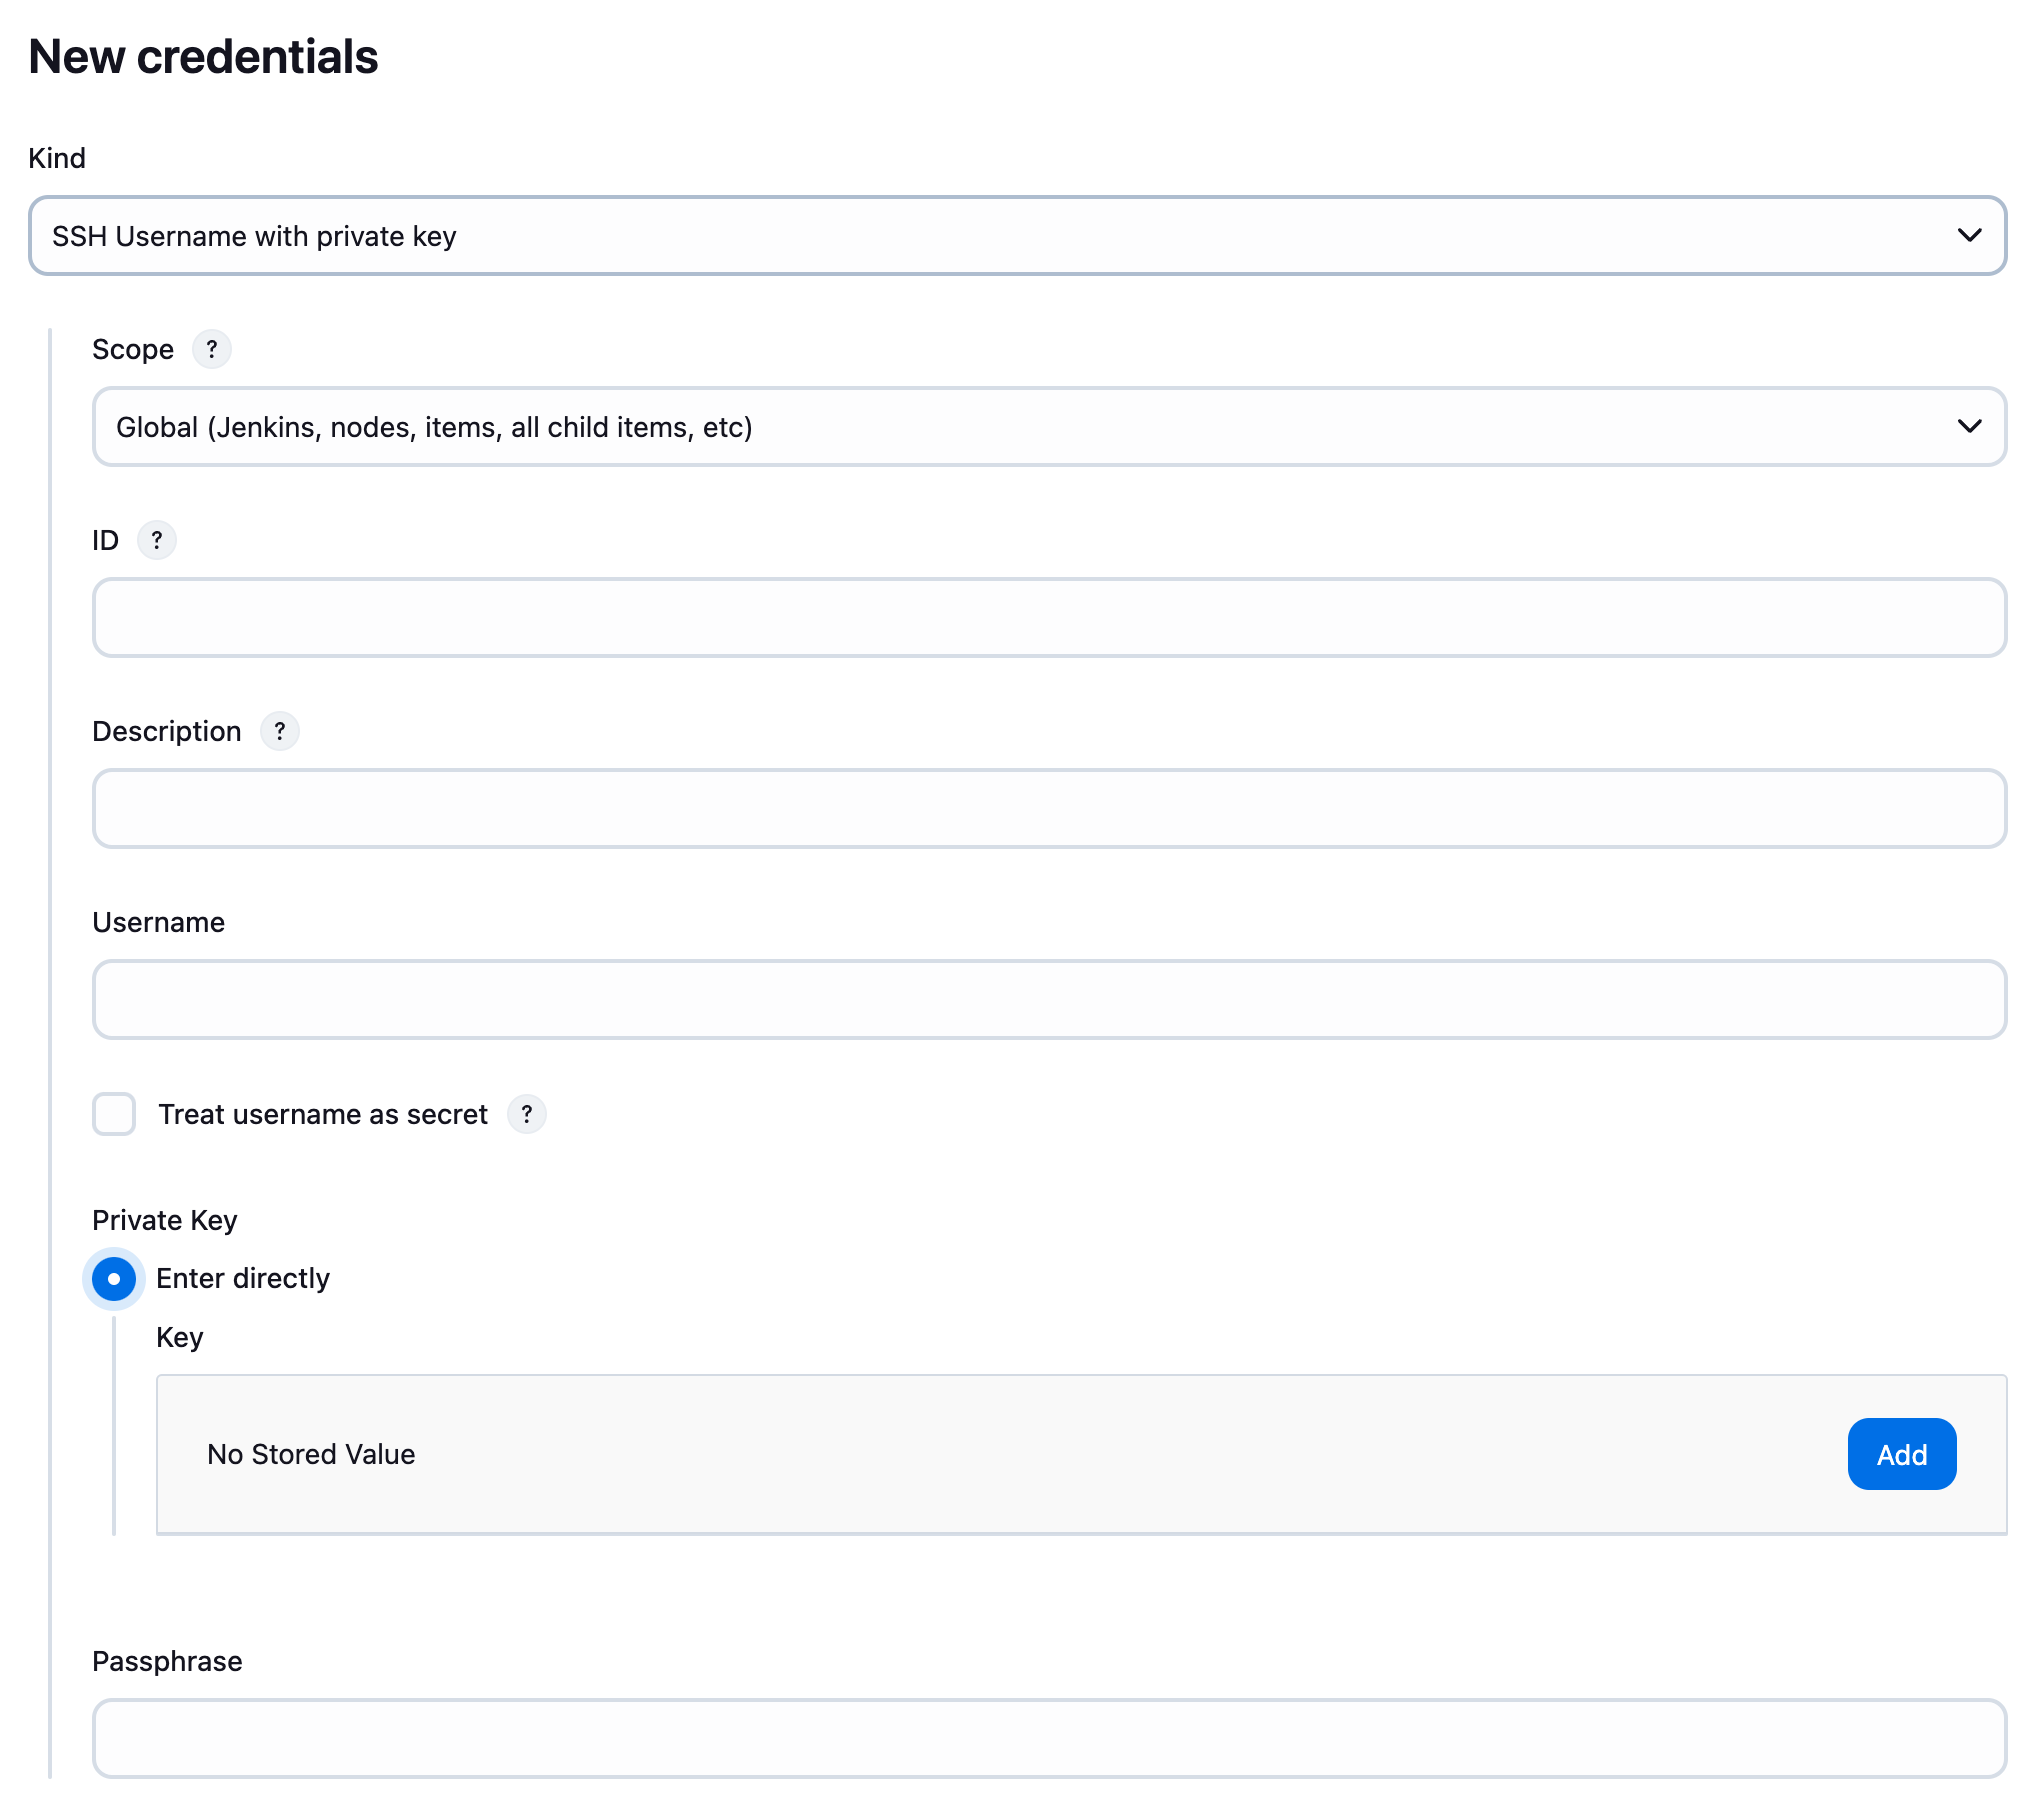 New credentials
Kind
SSH Username with private key
Scope ?
Global (Jenkins, nodes, items, all child items, etc)
ID ?
Description ?
Username
Treat username as secret ?
Private Key
Enter directly
Key
No Stored Value
Add
Passphrase